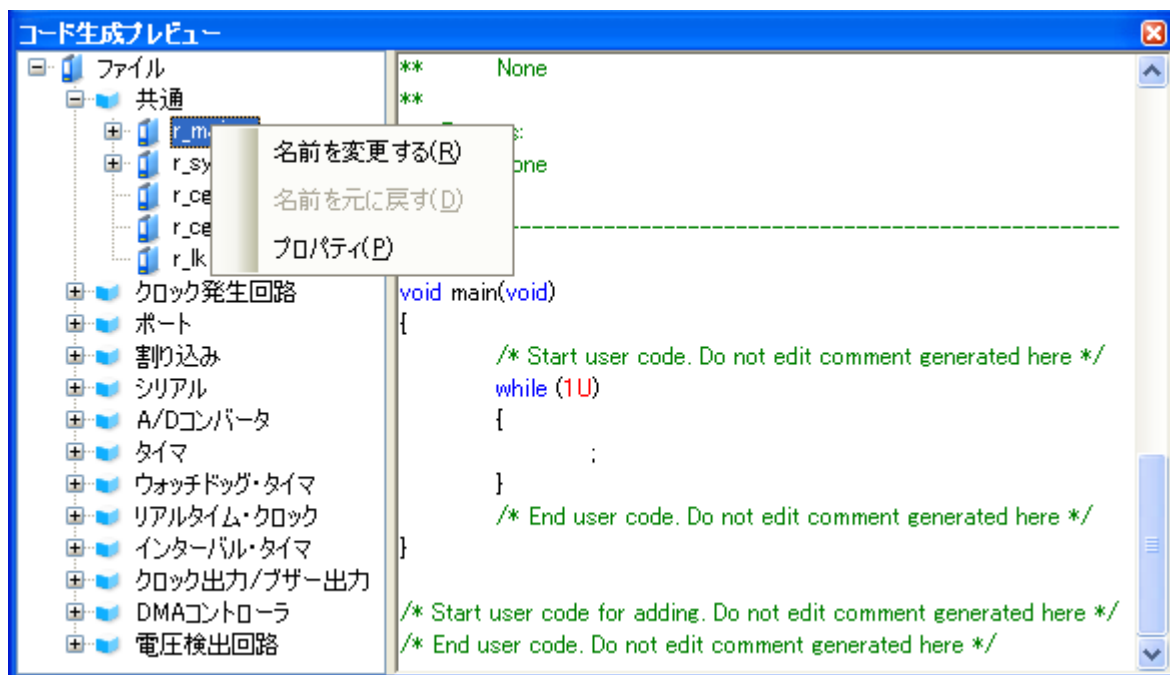 コード生成プレビュー
ファイル
共通
r_m
r_sy
r_ce
r_ce
r_lk
クロック発生回路
ポート
割り込み
シリアル
A/Dコンバータ
タイマ
ウォッチドッグ・タイマ
リアルタイム・クロック
インターバル・タイマ
クロック出力/ブザー出力
DMAコントローラ
電圧検出回路
名前を変更する(R)
名前を元に戻す(D)
プロパティ(P)
** None
**
s:
one
--------------------------------------------------------------
void main(void)
{
/* Start user code. Do not edit comment generated here */
while (1U)
{
;
}
/* End user code. Do not edit comment generated here */
}
/* Start user code for adding. Do not edit comment generated here */
/* End user code. Do not edit comment generated here */